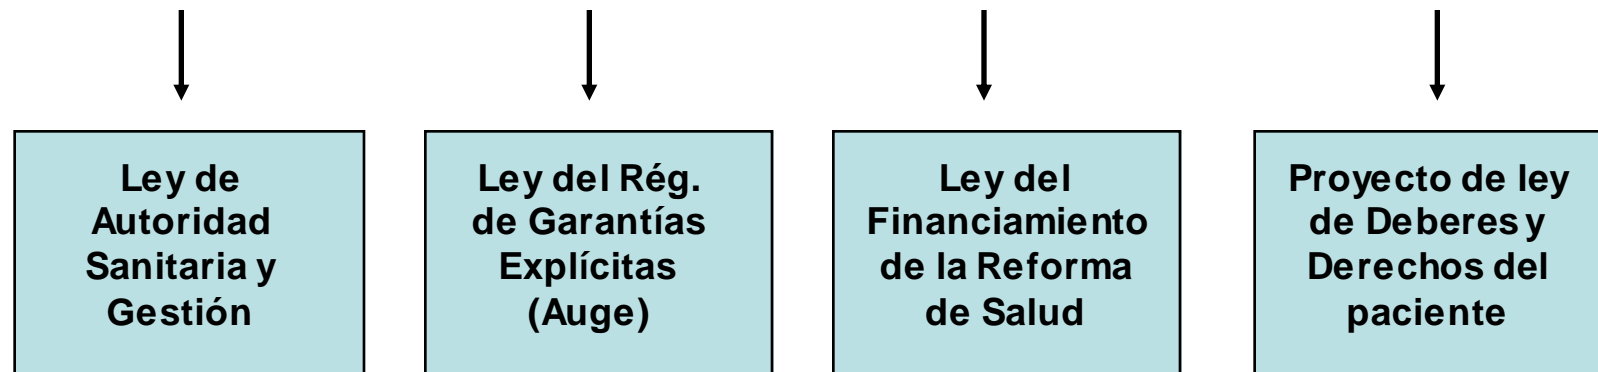 Ley de
Autoridad
Sanitaria y
Gestión
Ley del Rég.
de Garantías
Explícitas
(Auge)
Ley del
Financiamiento
de la Reforma
de Salud
Proyecto de ley
de Deberes y
Derechos del
paciente